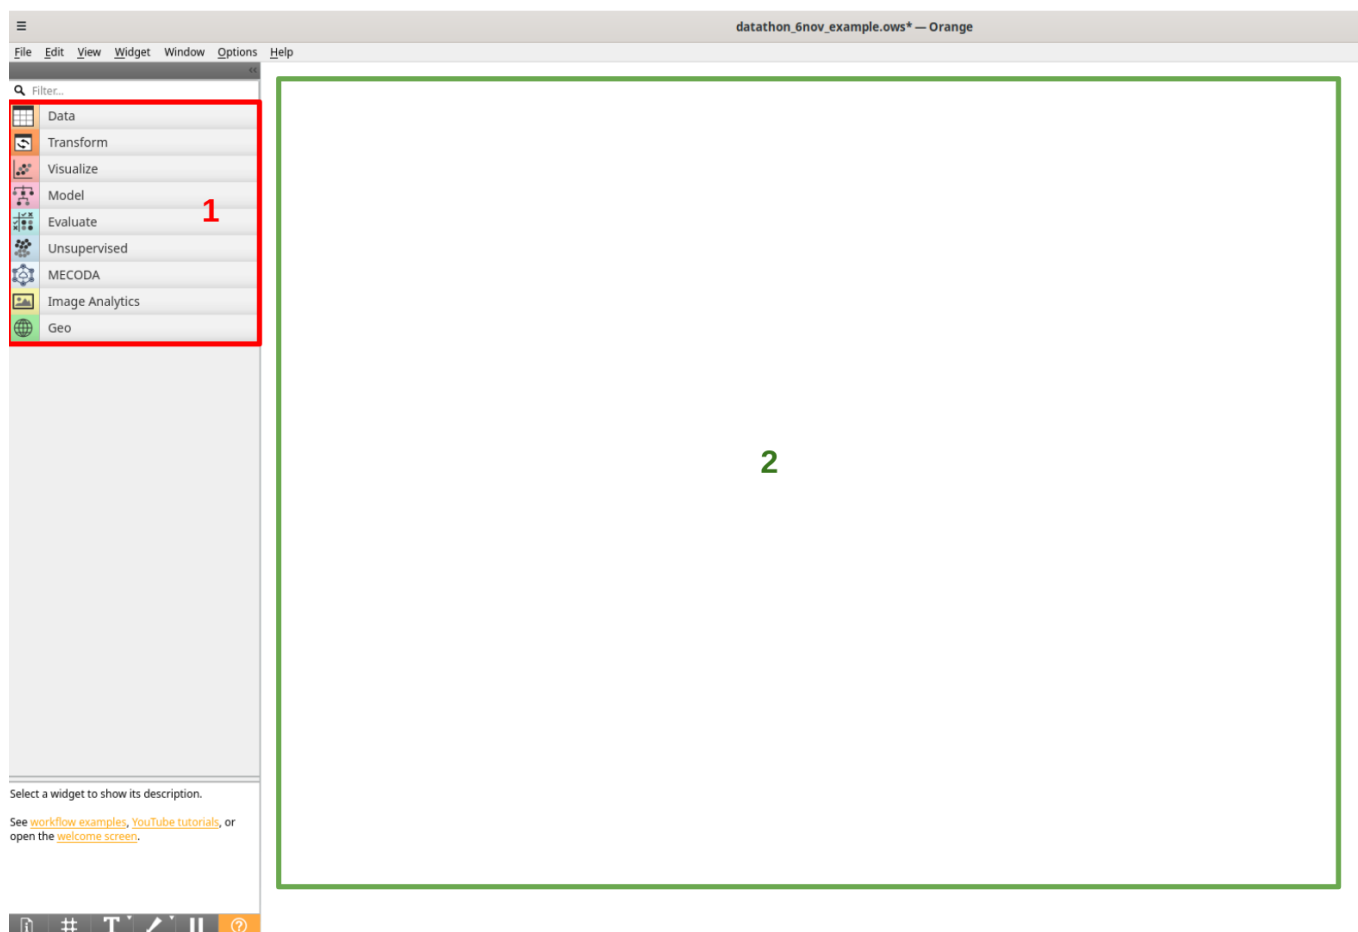 datathon_6nov_example.ows* — Orange
File Edit View Widget Window Options Help
Filter...
Data
Transform
Visualize
Model
1
Evaluate
Unsupervised
MECODA
Image Analytics
Geo
2
Select a widget to show its description.
See workflow examples, YouTube tutorials, or
open the welcome screen.